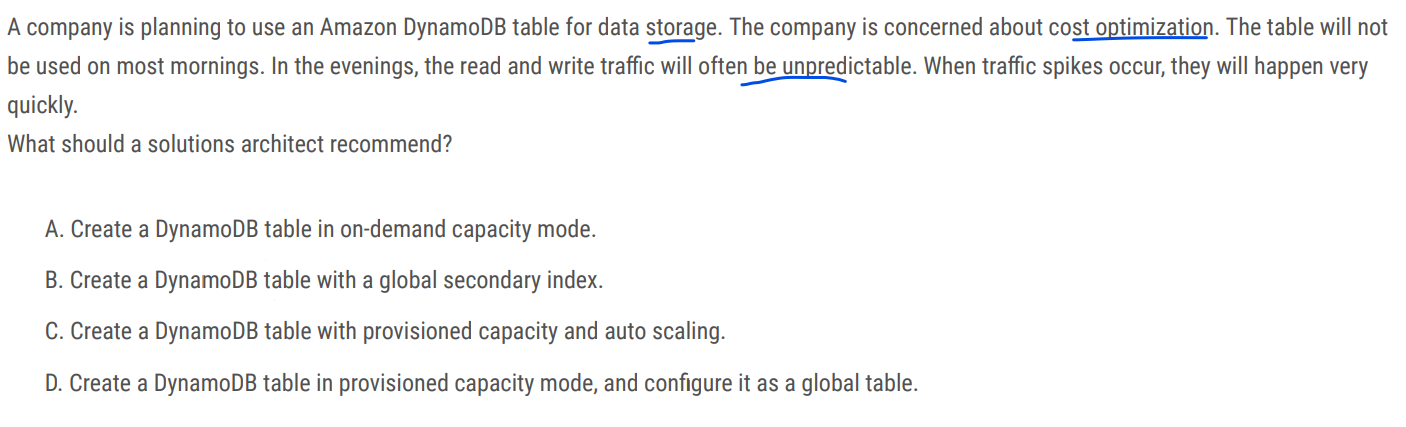 A company is planning to use an Amazon DynamoDB table for data storage. The company is concerned about cost optimization. The table will not
be used on most mornings. In the evenings, the read and write traffic will often be unpredictable. When traffic spikes occur, they will happen very
quickly.
What should a solutions architect recommend?
A. Create a DynamoDB table in on-demand capacity mode.
B. Create a DynamoDB table with a global secondary index.
C. Create a DynamoDB table with provisioned capacity and auto scaling.
D. Create a DynamoDB table in provisioned capacity mode, and configure it as a global table.